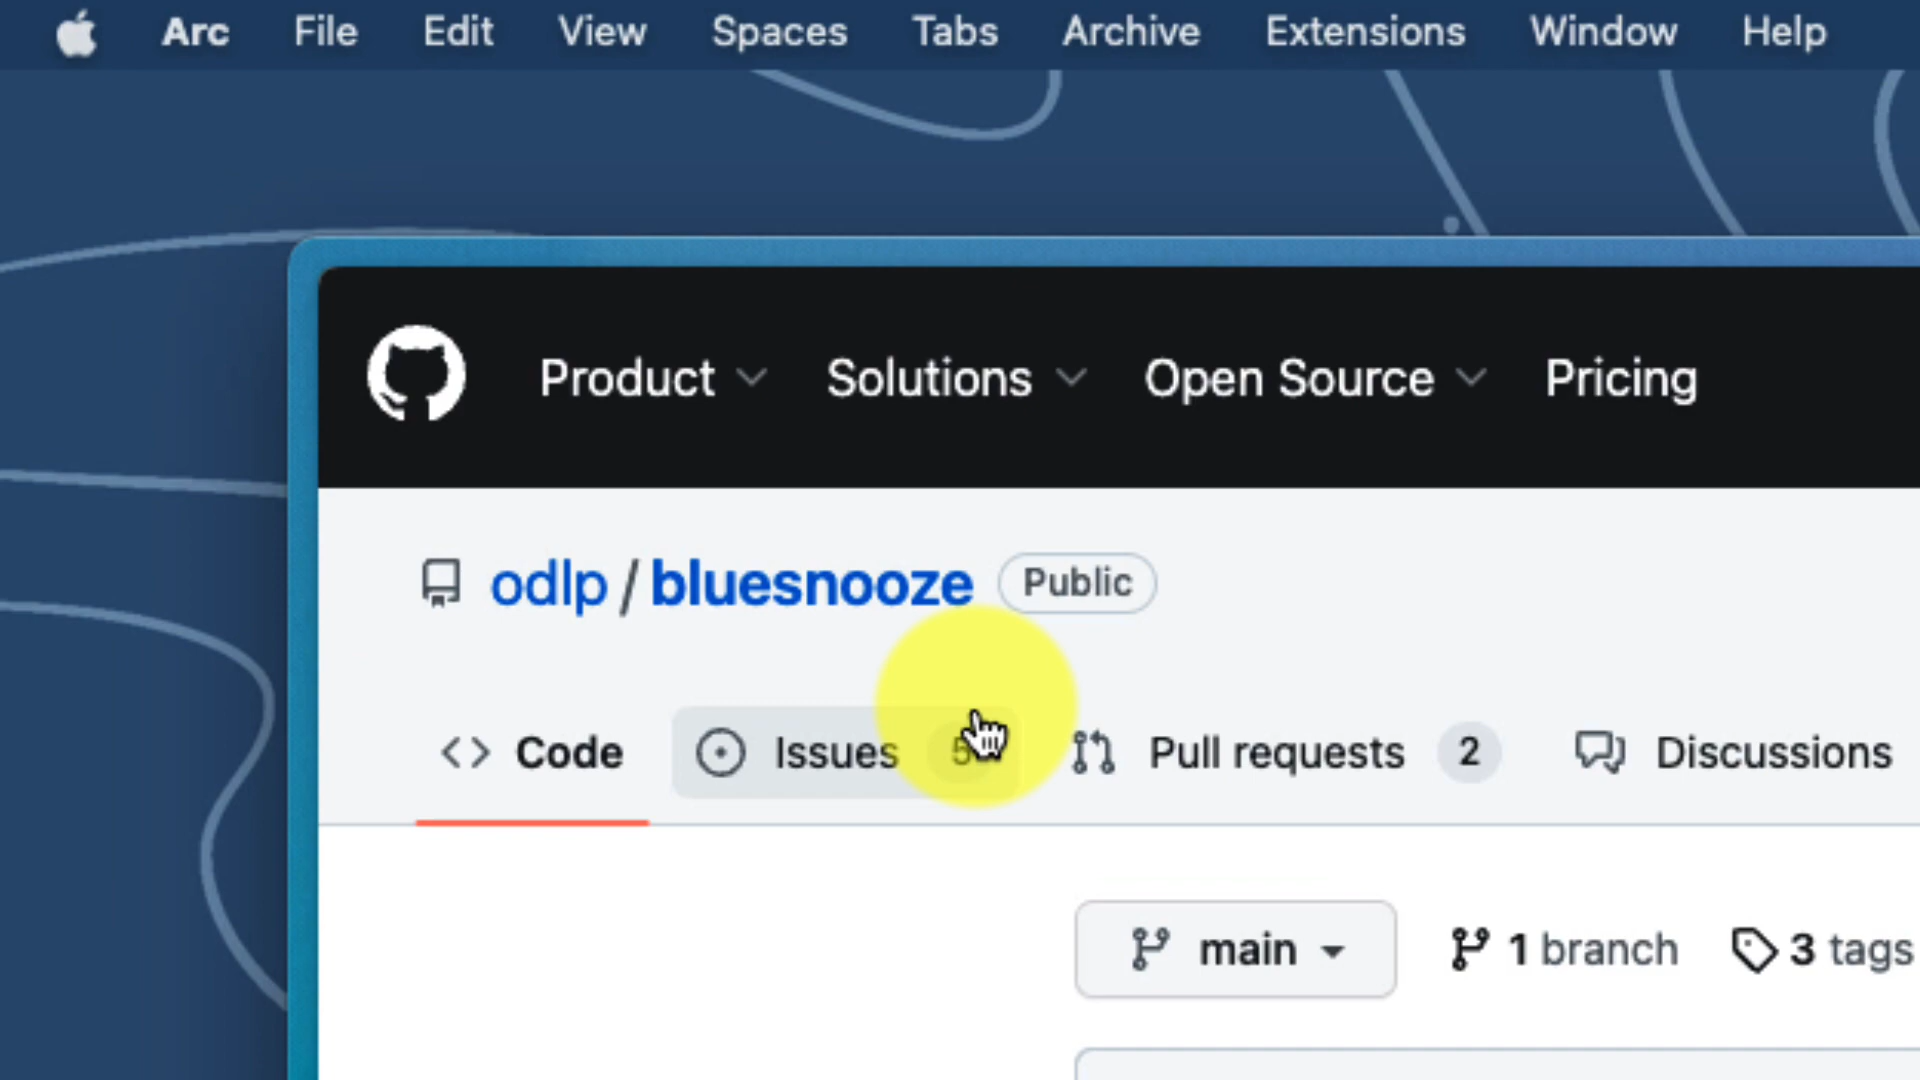 Arc File Edit View Spaces Tabs Archive Extensions Window Help
Product Solutions Open Source Pricing
odlp / bluesnooze Public
<> Code Issues Pull requests 2 Discussions
main 1 branch 3 tags